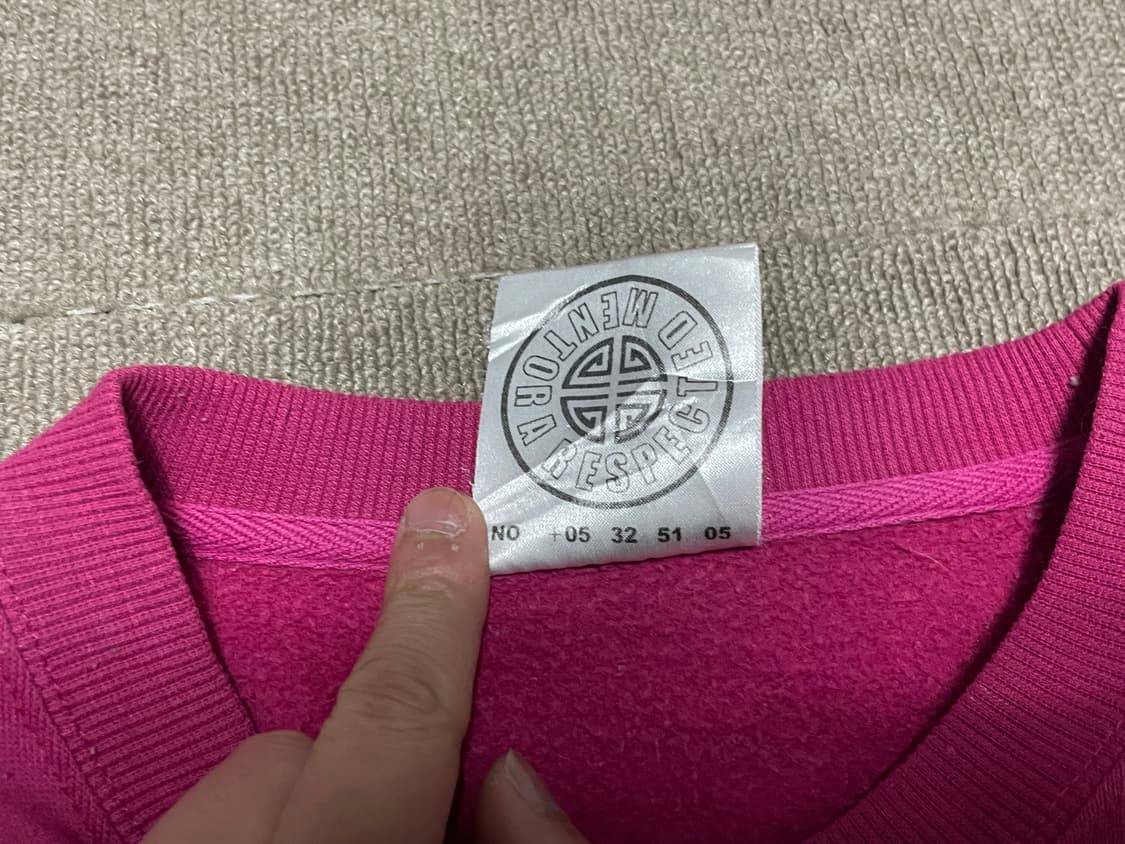 MENTORA RESPECTED
NO +05 32 51 05